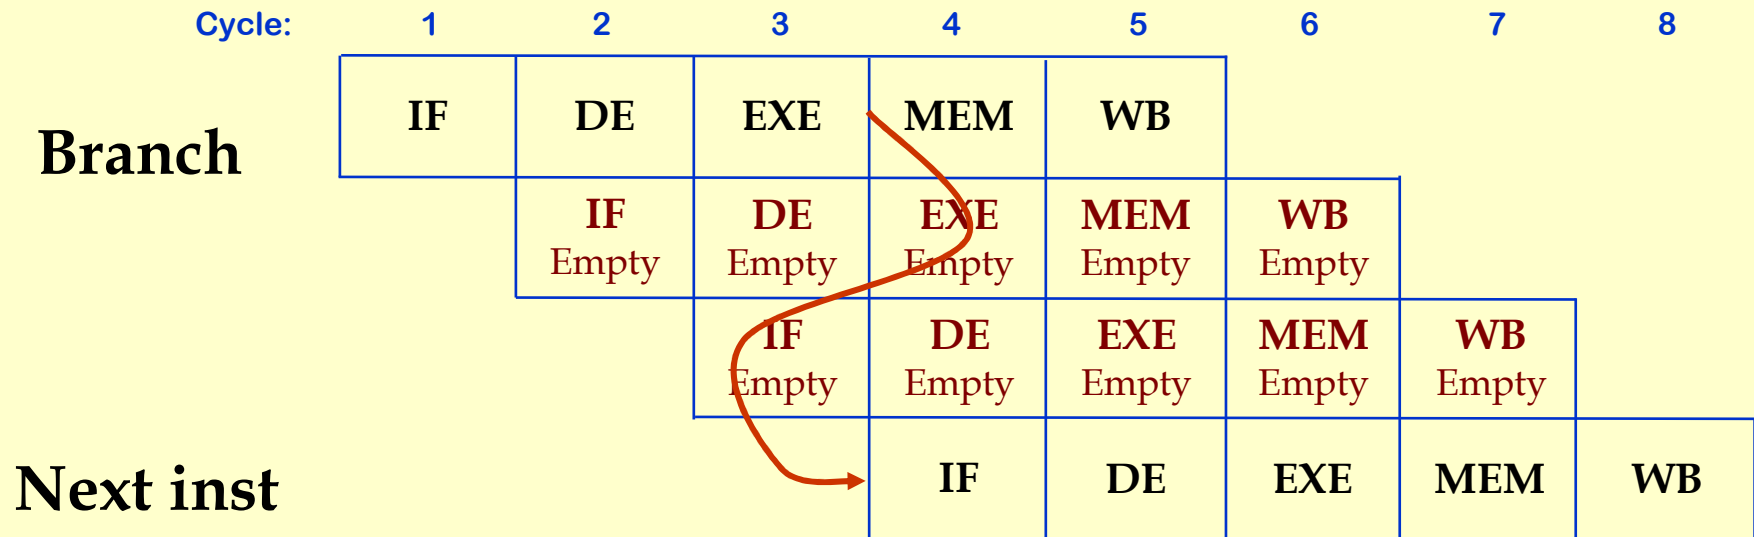 Cycle: 1 2 3 4 5 6 7 8
Branch
IF DE EXE MEM WB
IF DE EXE MEM WB
Empty Empty Empty Empty Empty
IF DE EXE MEM WB
Empty Empty Empty Empty Empty
Next inst
IF DE EXE MEM WB